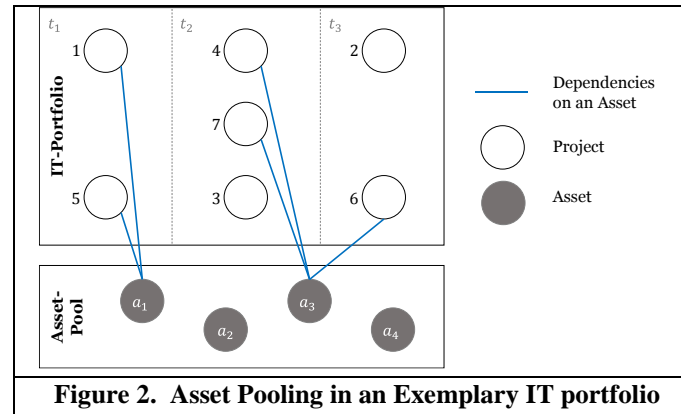 t₁ t₂ t₃
1 4 2
7
5 3 6
IT-Portfolio
a₁ a₃
a₂ a₄
Asset-
Pool
Dependencies
on an Asset
Project
Asset
Figure 2. Asset Pooling in an Exemplary IT portfolio